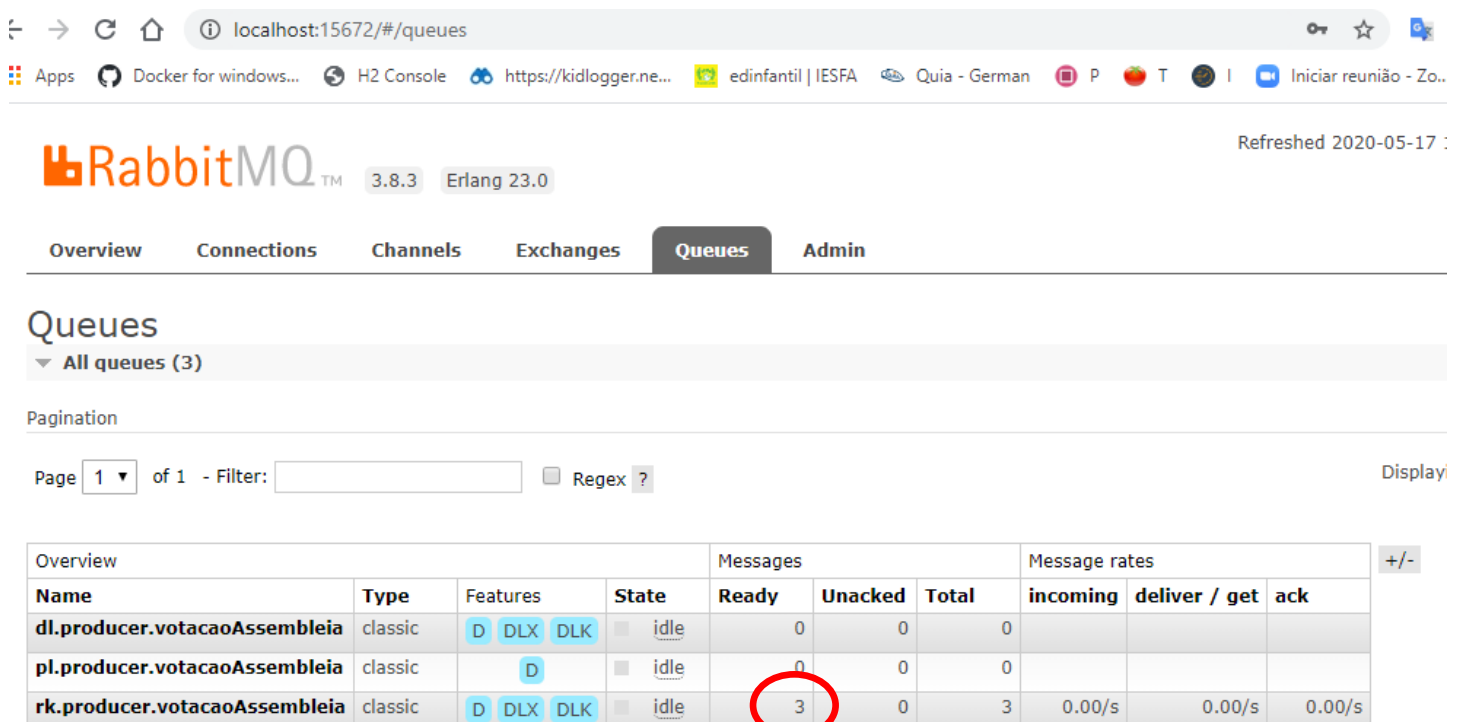 localhost:15672/#/queues
Apps Docker for windows... H2 Console https://kidlogger.ne... edinfantil | IESFA Quia - German P T I Iniciar reunião - Zo...
Refreshed 2020-05-17
RabbitMQ TM 3.8.3 Erlang 23.0
Overview Connections Channels Exchanges Queues Admin
Queues
All queues (3)
Pagination
Page 1 of 1 - Filter: Regex ? Displayi
Overview Messages Message rates +/-
Name Type Features State Ready Unacked Total incoming deliver / get ack
dl.producer.votacaoAssembleia classic D DLX DLK idle 0 0 0
pl.producer.votacaoAssembleia classic D idle 0 0 0
rk.producer.votacaoAssembleia classic D DLX DLK idle 3 0 3 0.00/s 0.00/s 0.00/s